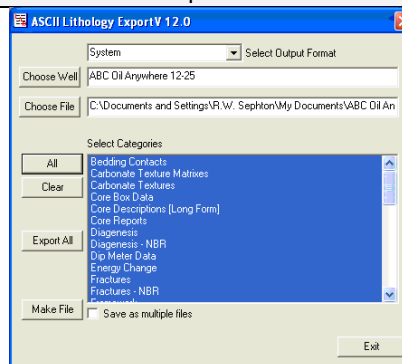 ASCII Lithology Export V 12.0
System Select Output Format
Choose Well ABC Oil Anywhere 12-25
Choose File C:\Documents and Settings\R.W. Sephton\My Documents\ABC Oil An
Select Categories
All
Clear
Export All
Make File
Bedding Contacts
Carbonate Texture Matrixes
Carbonate Textures
Core Box Data
Core Descriptions [Long Form]
Core Reports
Diagenesis
Diagenesis - NBR
Dip Meter Data
Energy Change
Fractures
Fractures - NBR
Framework
Save as multiple files
Exit